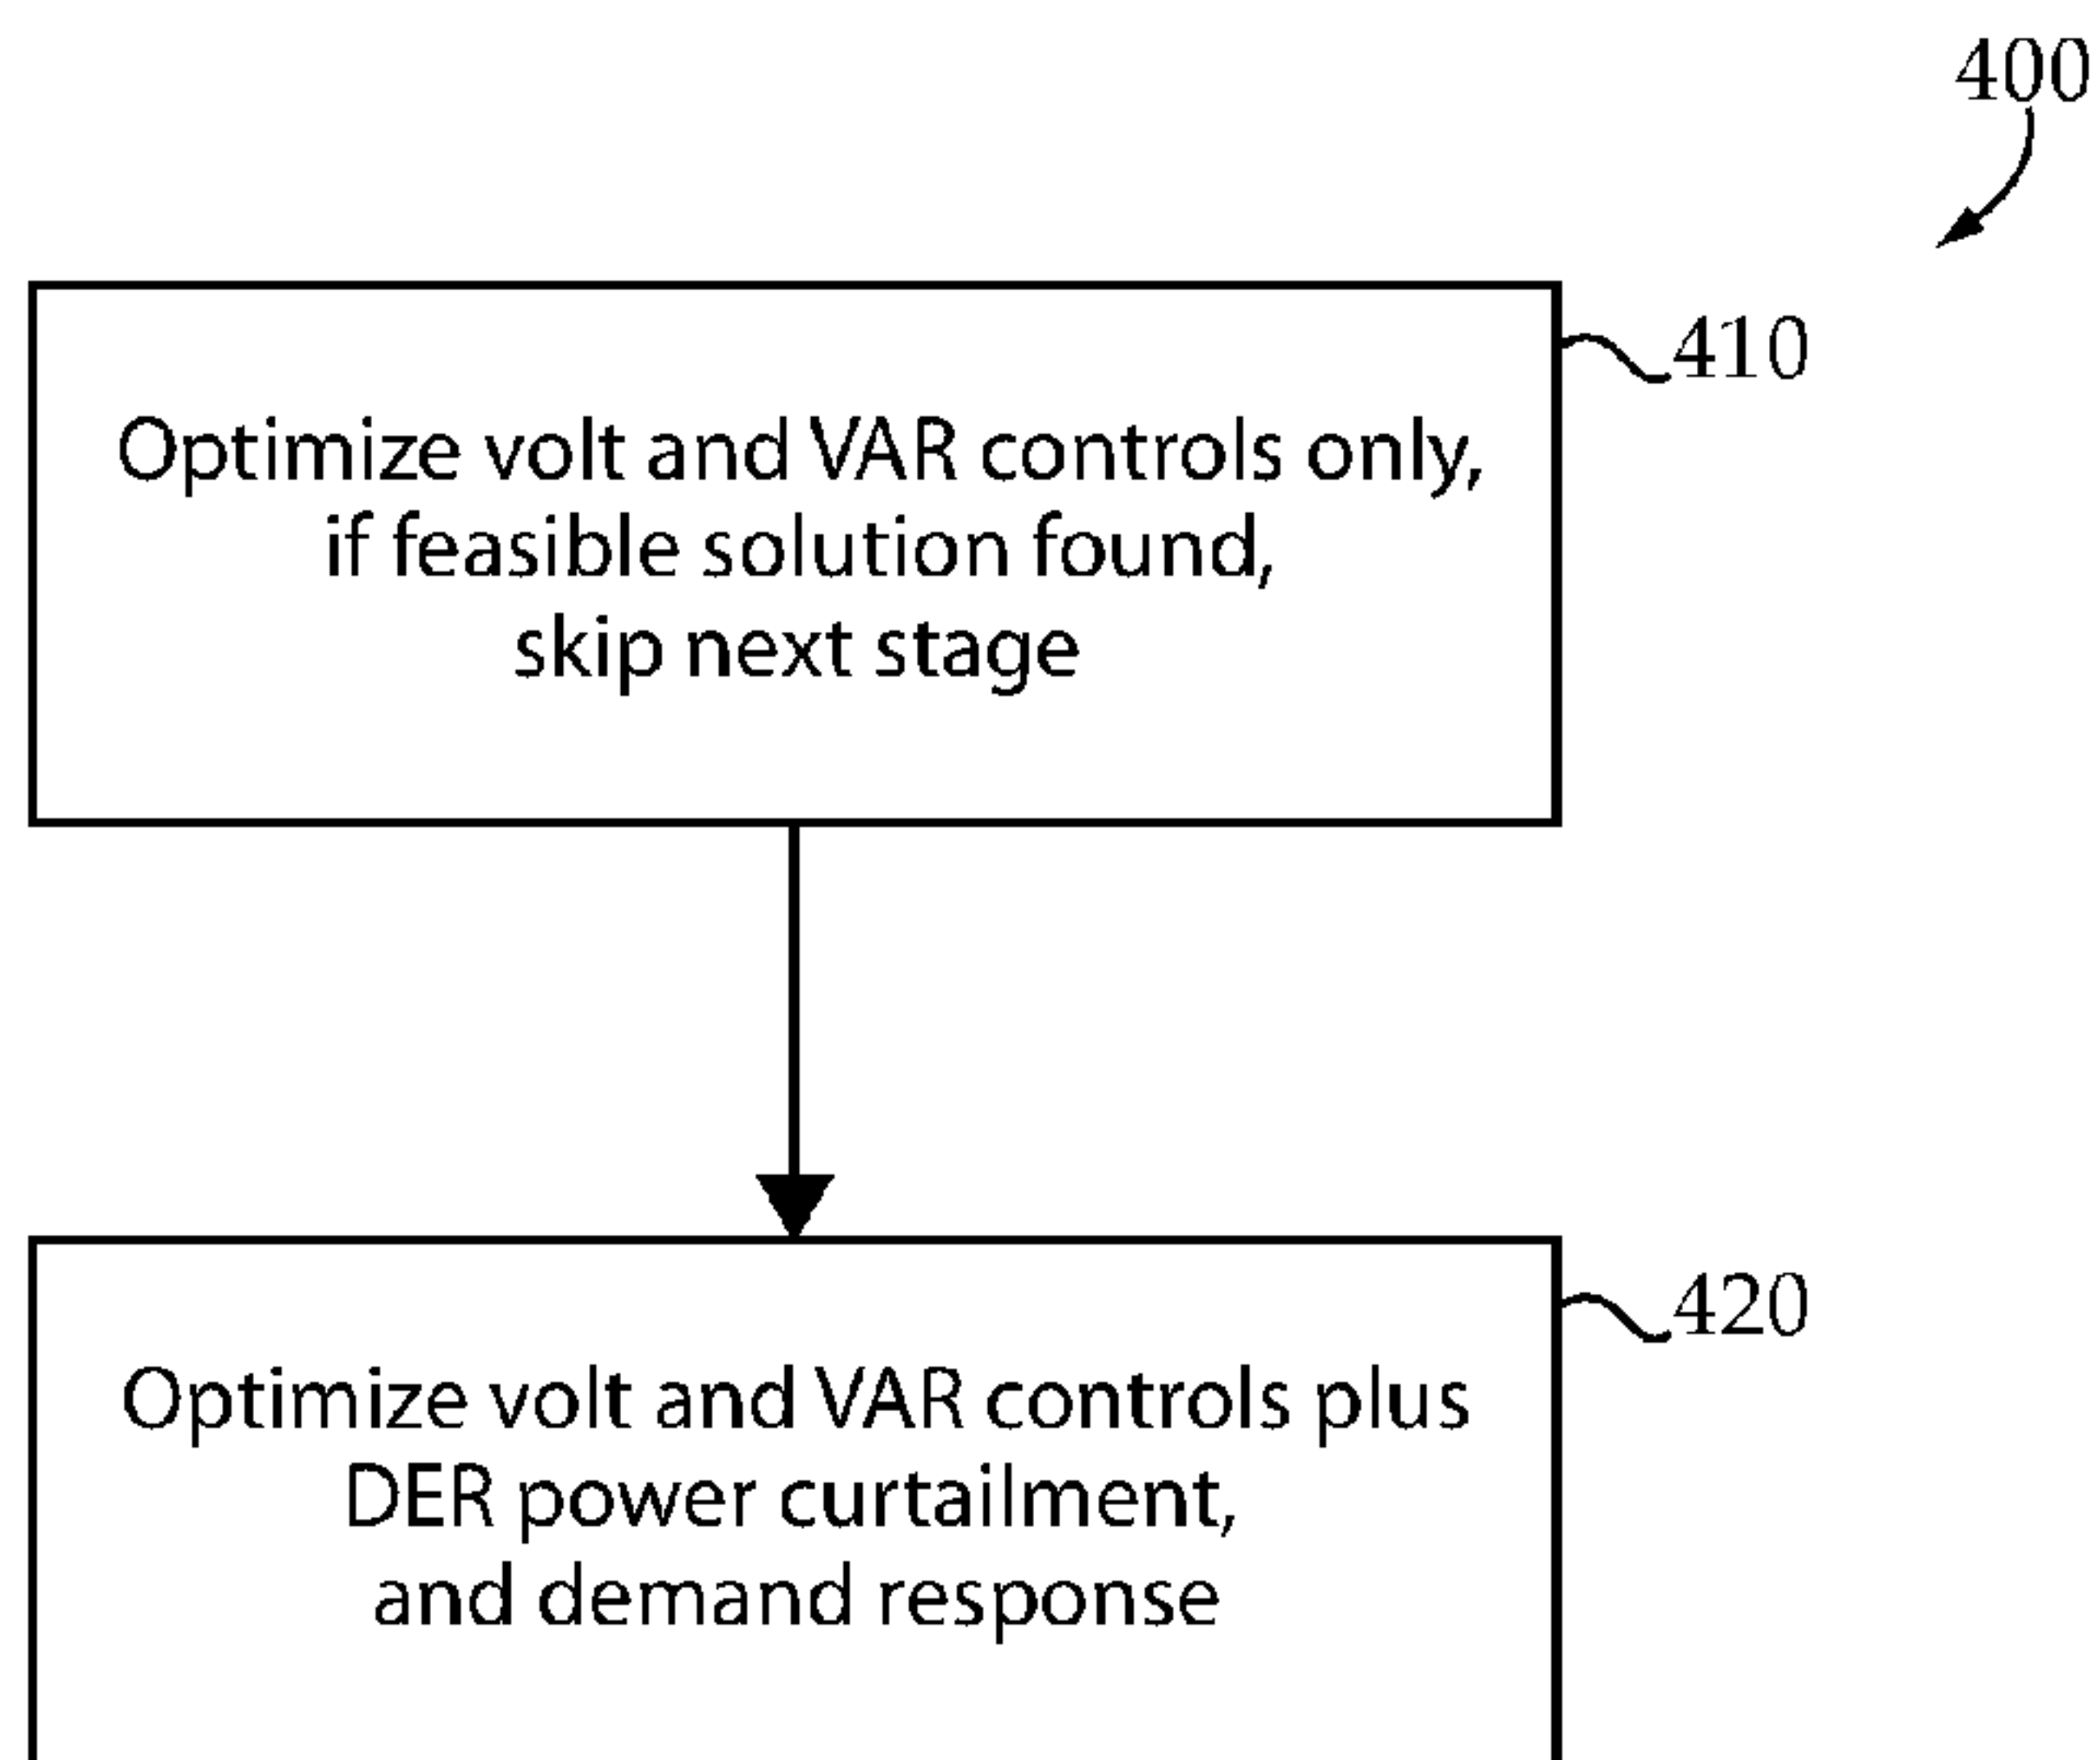 400
410
Optimize volt and VAR controls only,
if feasible solution found,
skip next stage
420
Optimize volt and VAR controls plus
DER power curtailment,
and demand response